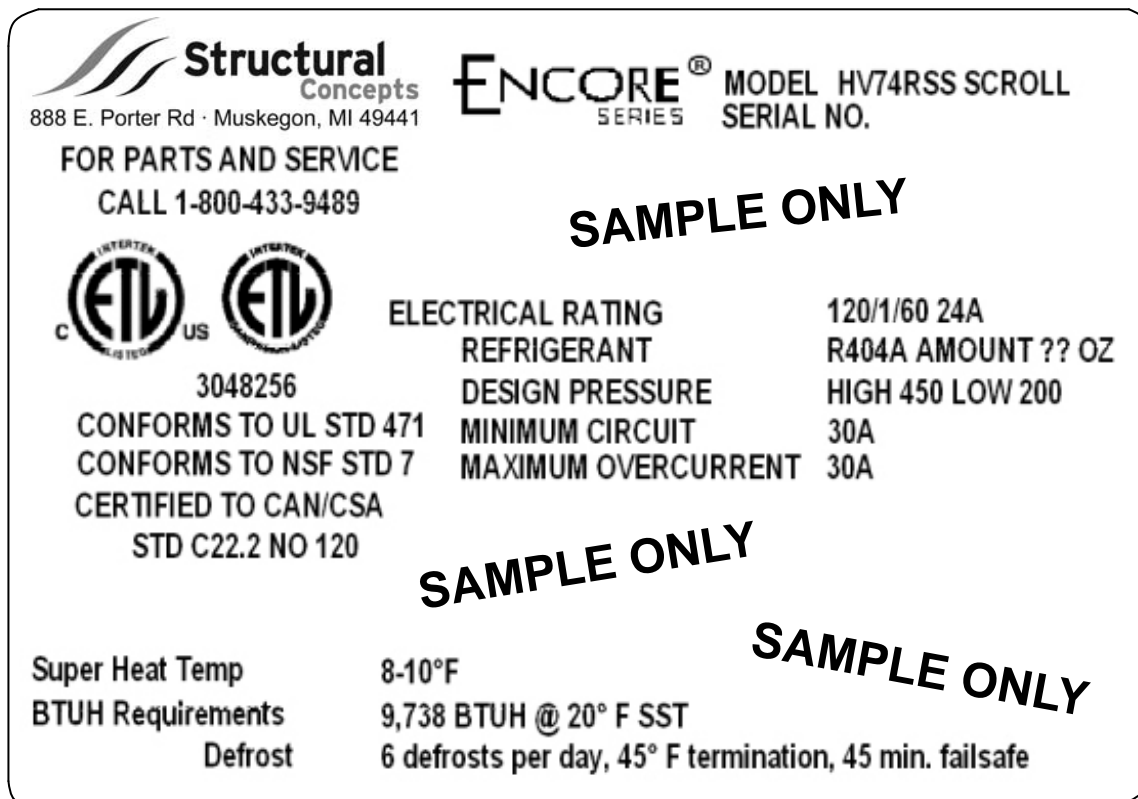 Structural
Concepts
888 E. Porter Rd · Muskegon, MI 49441
ENCORE®
SERIES
MODEL HV74RSS SCROLL
SERIAL NO.
FOR PARTS AND SERVICE
CALL 1-800-433-9489
SAMPLE ONLY
INTERTEK
ETL
LISTED
C
US
INTERTEK
ETL
3048256
CONFORMS TO UL STD 471
CONFORMS TO NSF STD 7
CERTIFIED TO CAN/CSA
STD C22.2 NO 120
ELECTRICAL RATING 120/1/60 24A
REFRIGERANT R404A AMOUNT ?? OZ
DESIGN PRESSURE HIGH 450 LOW 200
MINIMUM CIRCUIT 30A
MAXIMUM OVERCURRENT 30A
SAMPLE ONLY
SAMPLE ONLY
Super Heat Temp 8-10°F
BTUH Requirements 9,738 BTUH @ 20° F SST
Defrost 6 defrosts per day, 45° F termination, 45 min. failsafe